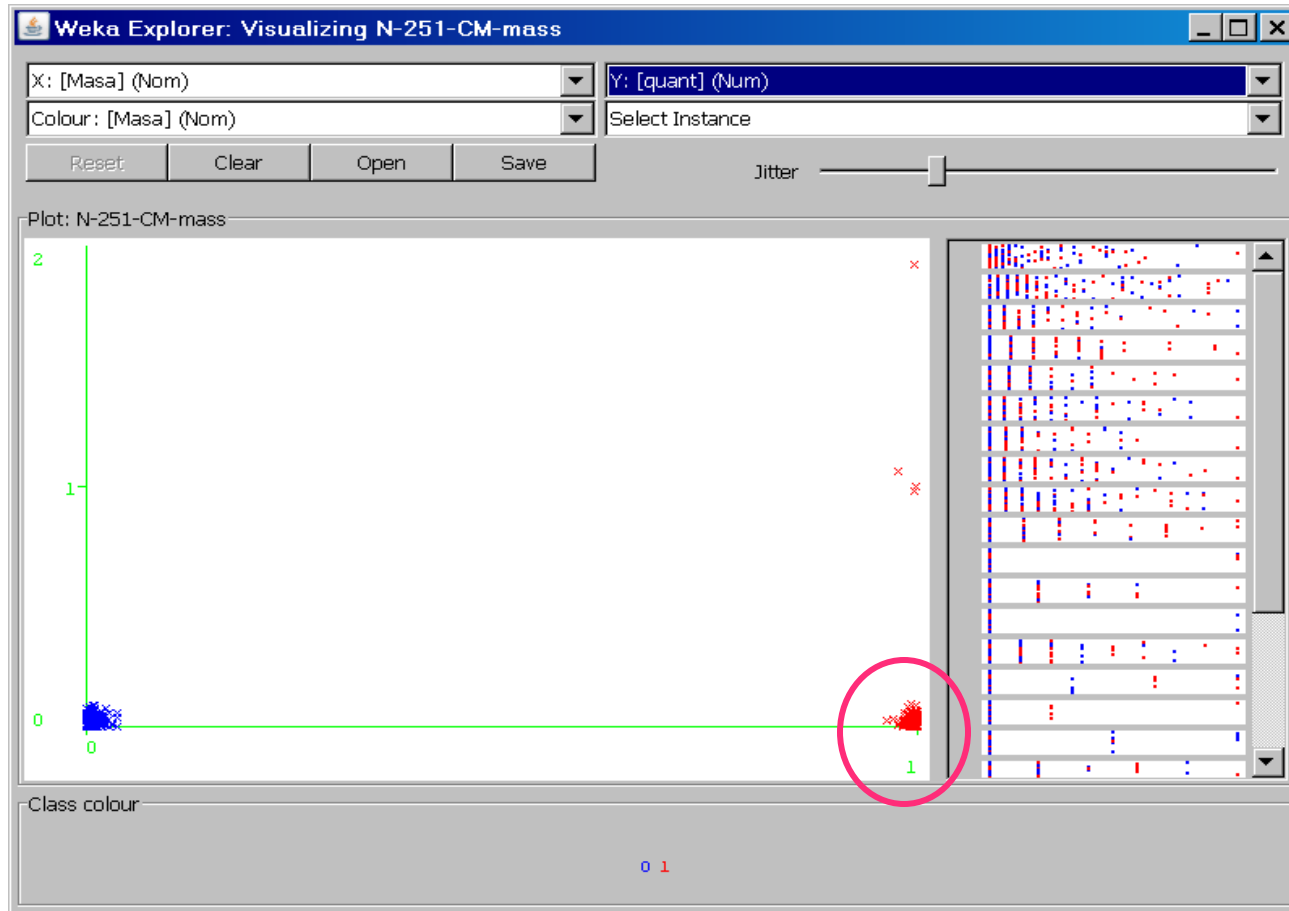 Weka Explorer: Visualizing N-251-CM-mass
X: [Masa] (Nom)
Y: [quant] (Num)
Colour: [Masa] (Nom)
Select Instance
Reset
Clear
Open
Save
Jitter
Plot: N-251-CM-mass
2
1
0
0
1
Class colour
0 1